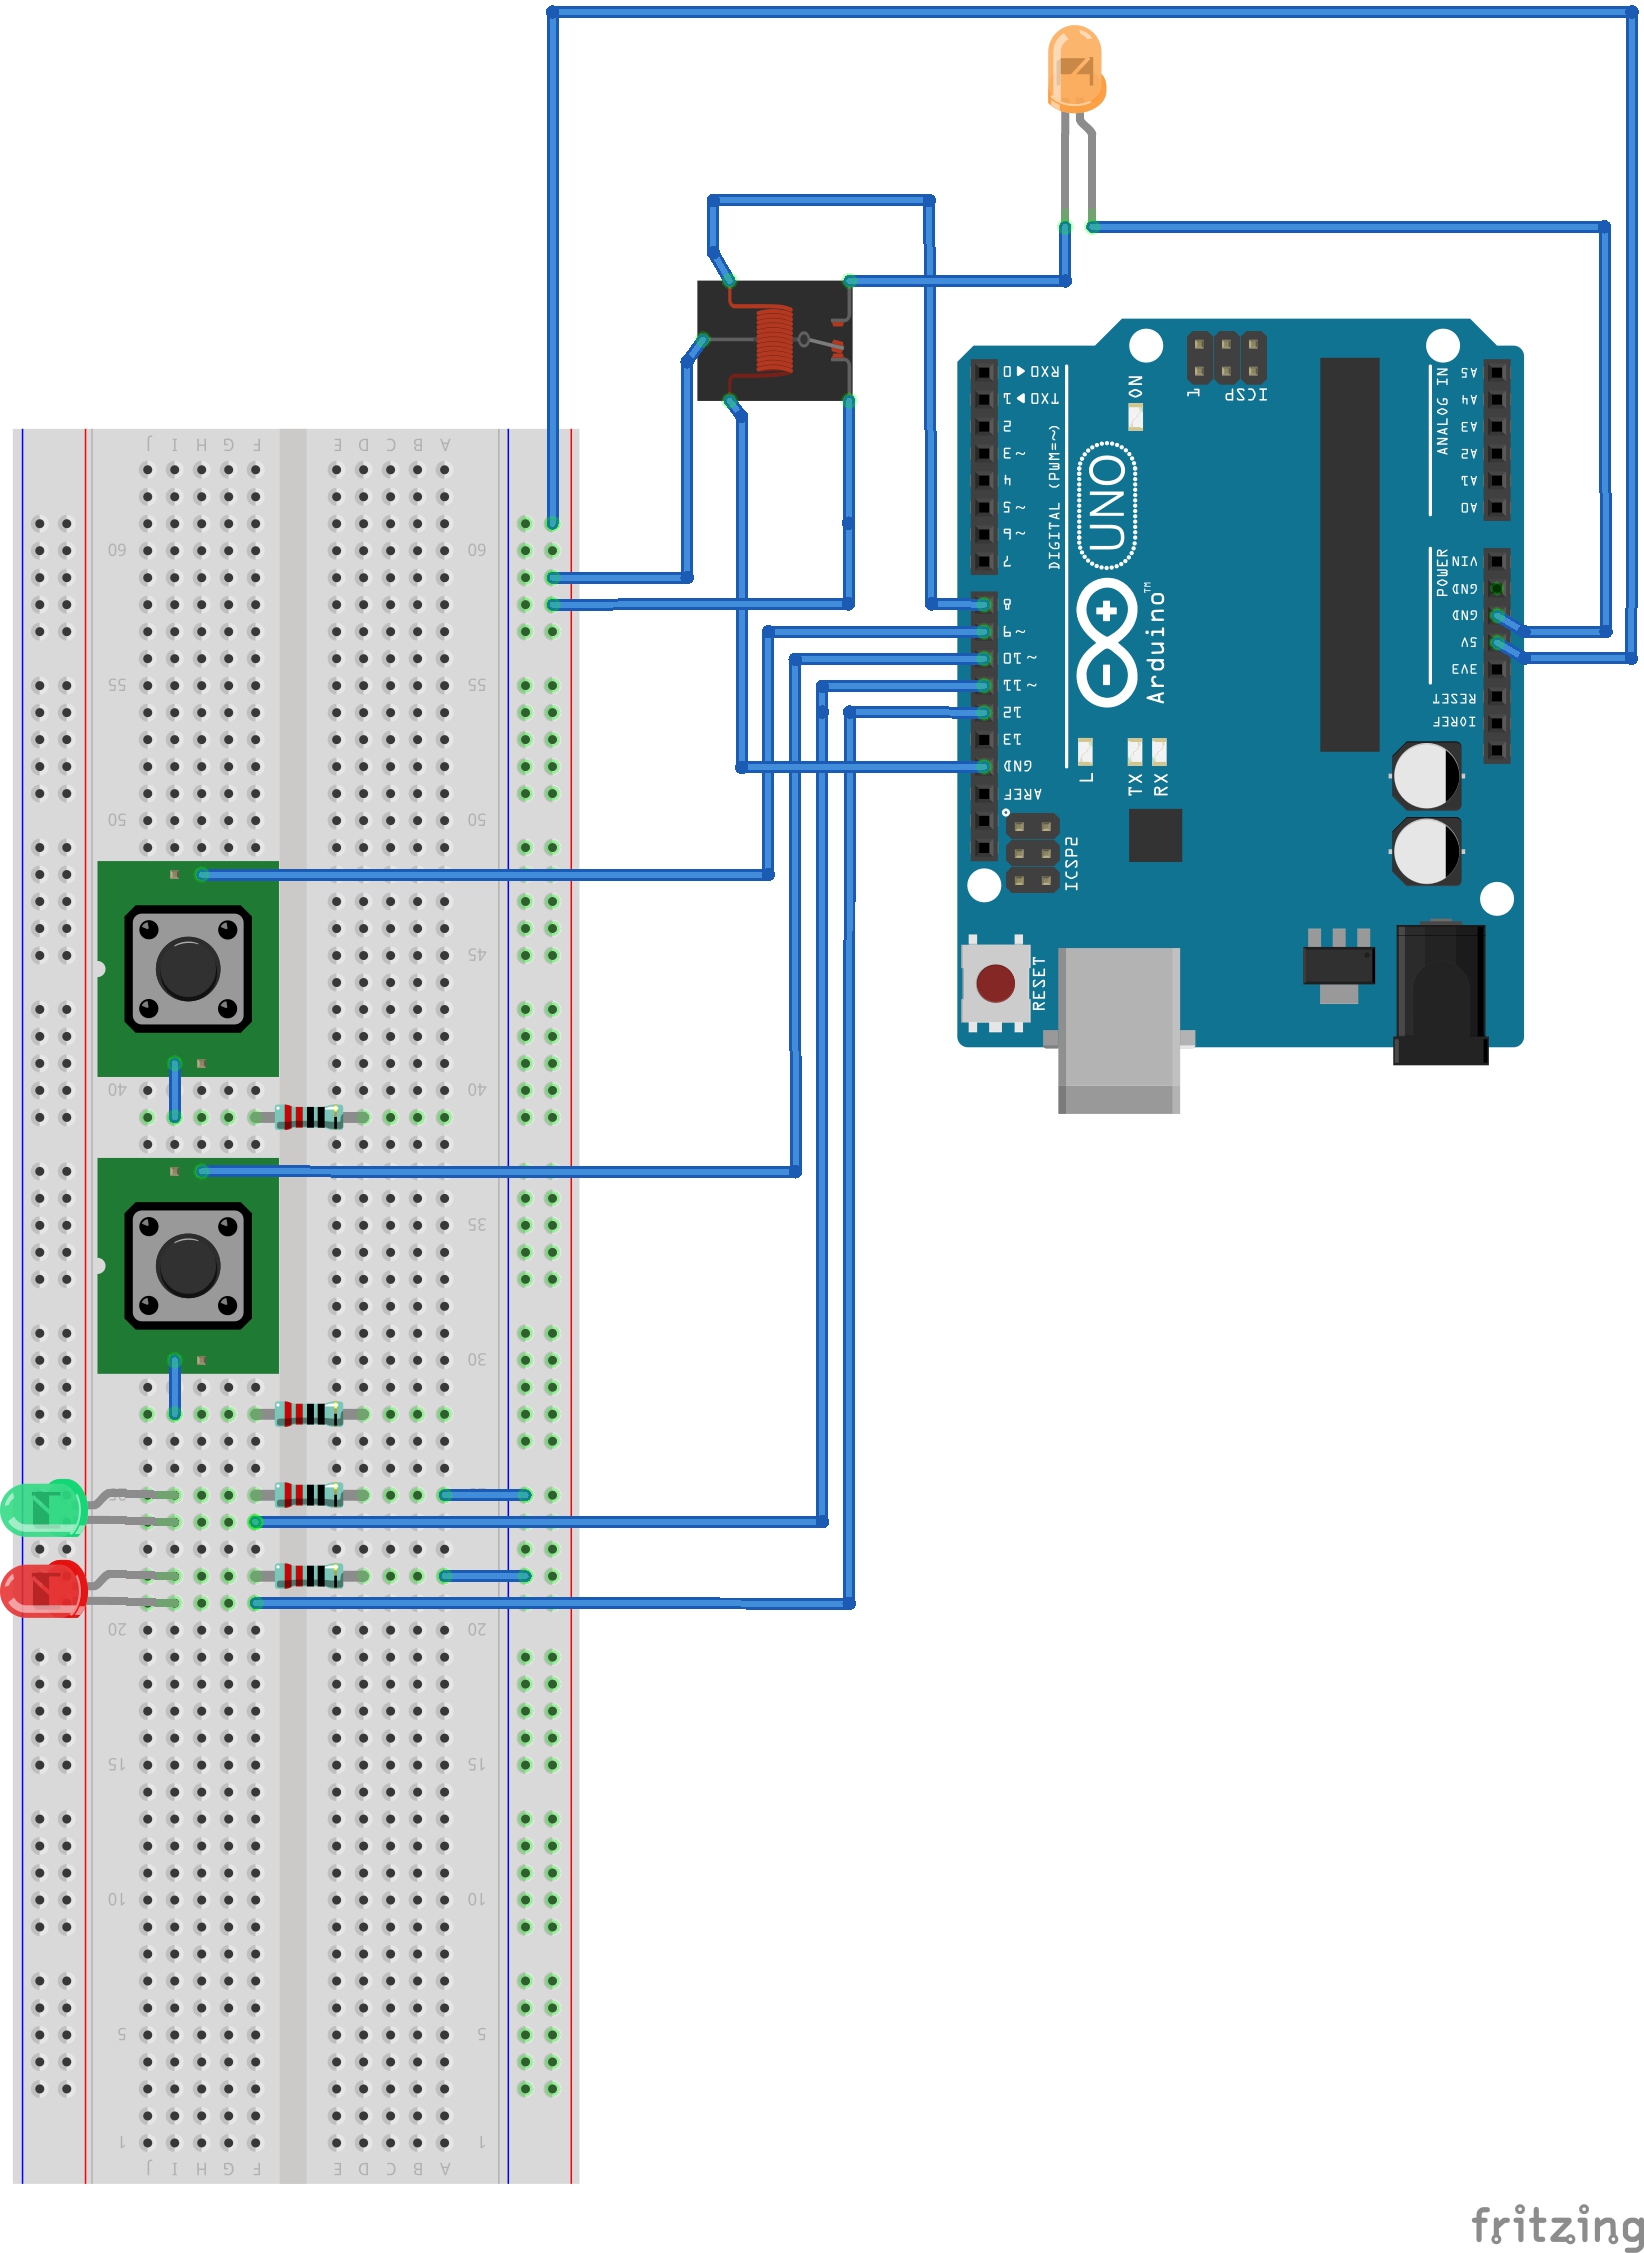 J I H G F E D C B A
60 60
55 55
50 50
45 45
40 40
35
30
20 20
15 15
10 10
5 5
1 1
J I H G F E D C B A
RX0 ◀ 0
TX0 ▶ 1
2
~ 3
4
~ 5
~ 6
7
8
~ 9
~ 10
~ 11
12
13
GND
AREF
DIGITAL (PWM=~)
ON
1
ICSP
UNO
Arduino™
L
TX
RX
ICSP2
RESET
A5
A4
A3
A2
A1
A0
ANALOG IN
VIN
GND
GND
5V
3V3
RESET
IOREF
POWER
fritzing